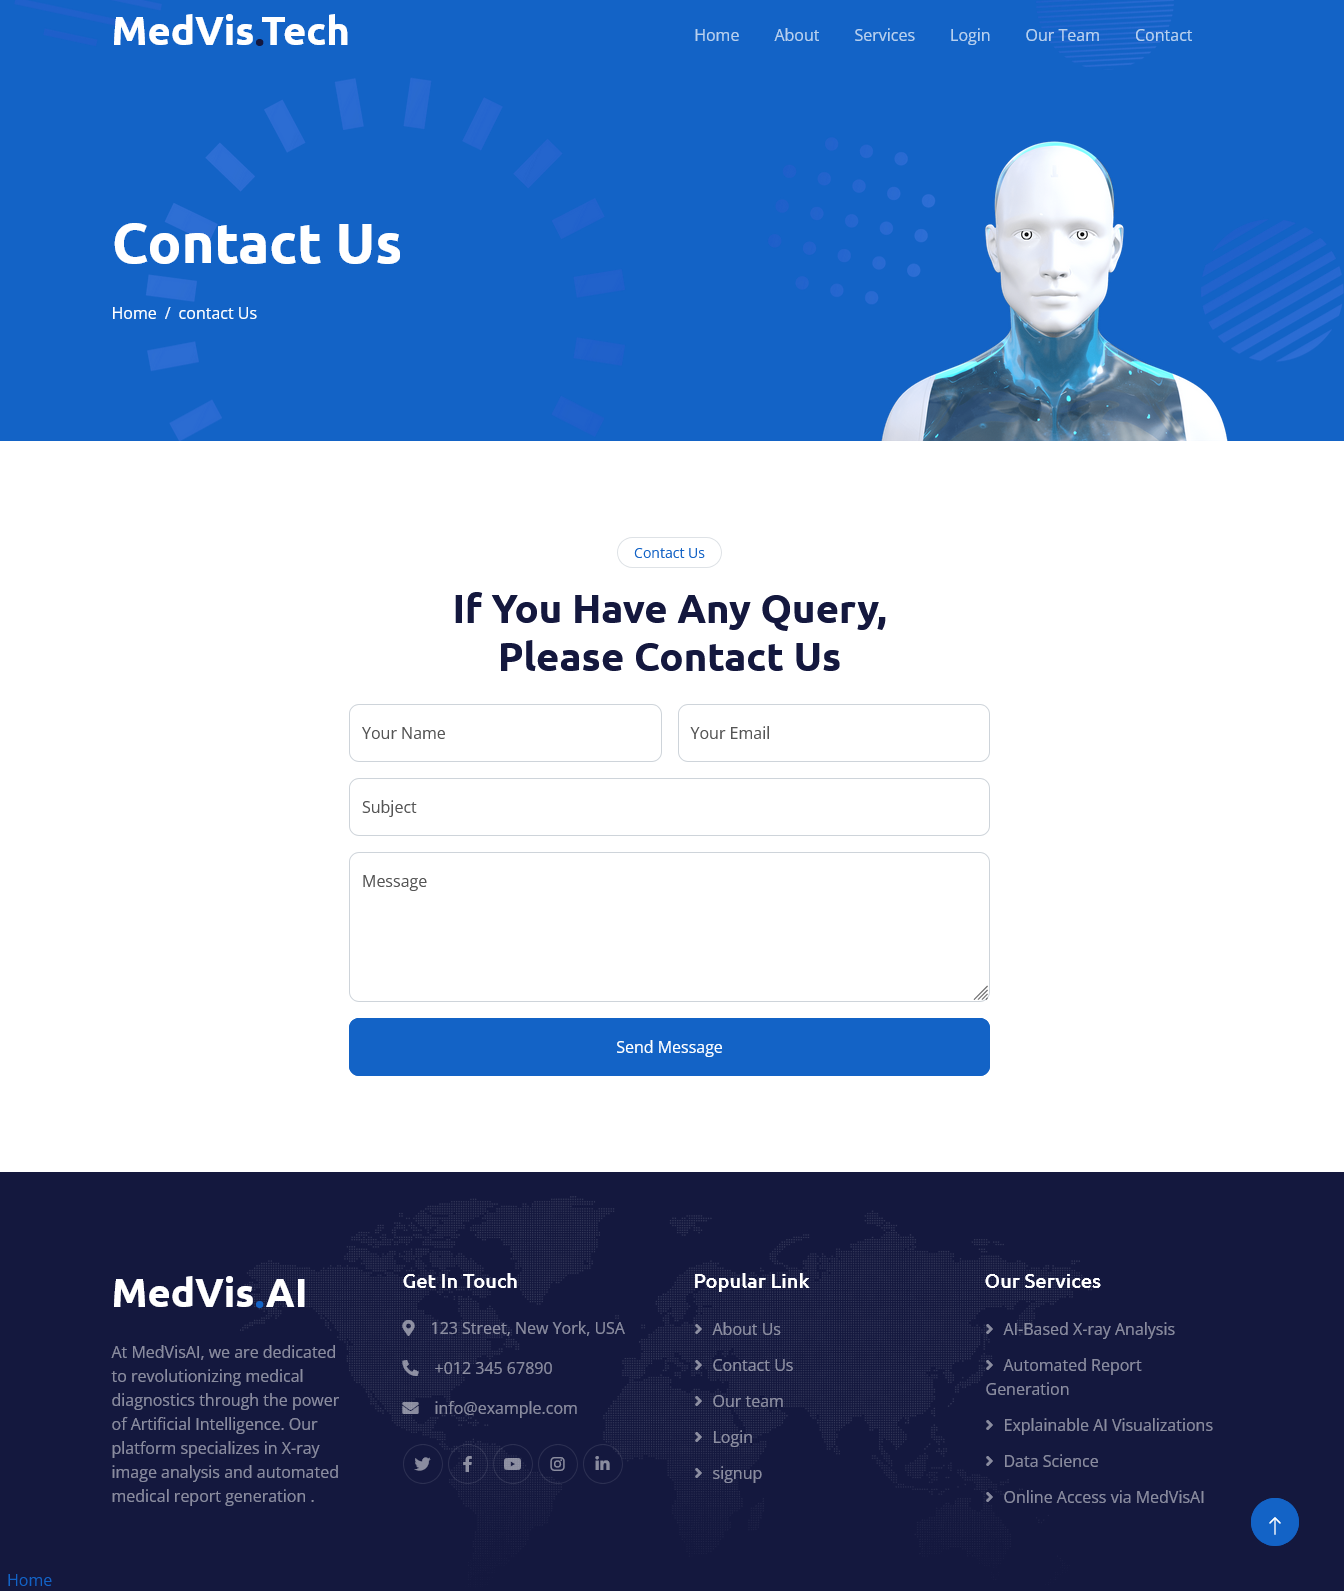 MedVis.Tech
Home About Services Login Our Team Contact
Contact Us
Home / contact Us
Contact Us
If You Have Any Query,
Please Contact Us
Your Name Your Email
Subject
Message
Send Message
MedVis.AI
At MedVisAI, we are dedicated
to revolutionizing medical
diagnostics through the power
of Artificial Intelligence. Our
platform specializes in X-ray
image analysis and automated
medical report generation .
Get In Touch
123 Street, New York, USA
+012 345 67890
info@example.com
Popular Link
About Us
Contact Us
Our team
Login
signup
Our Services
AI-Based X-ray Analysis
Automated Report
Generation
Explainable AI Visualizations
Data Science
Online Access via MedVisAI
Home